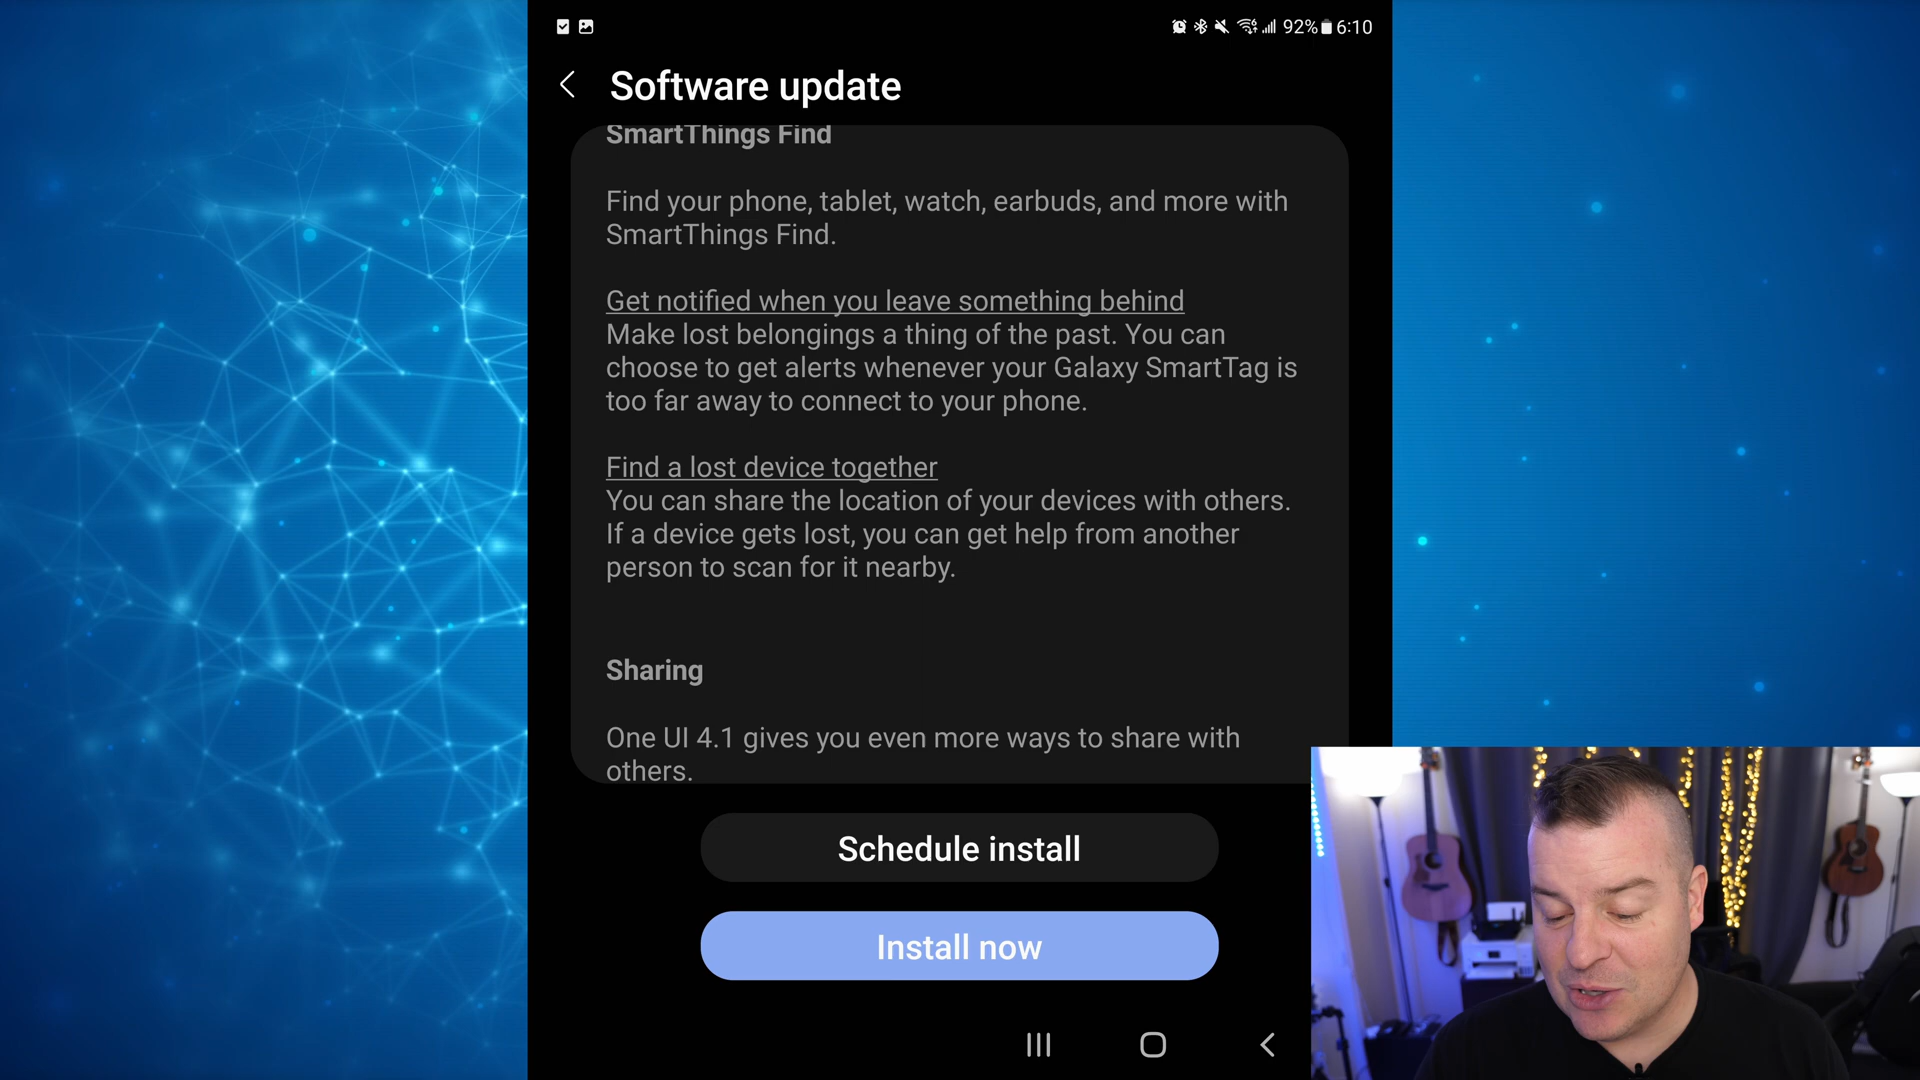 92% 6:10
Software update
SmartThings Find
Find your phone, tablet, watch, earbuds, and more with
SmartThings Find.
Get notified when you leave something behind
Make lost belongings a thing of the past. You can
choose to get alerts whenever your Galaxy SmartTag is
too far away to connect to your phone.
Find a lost device together
You can share the location of your devices with others.
If a device gets lost, you can get help from another
person to scan for it nearby.
Sharing
One UI 4.1 gives you even more ways to share with
others.
Schedule install
Install now